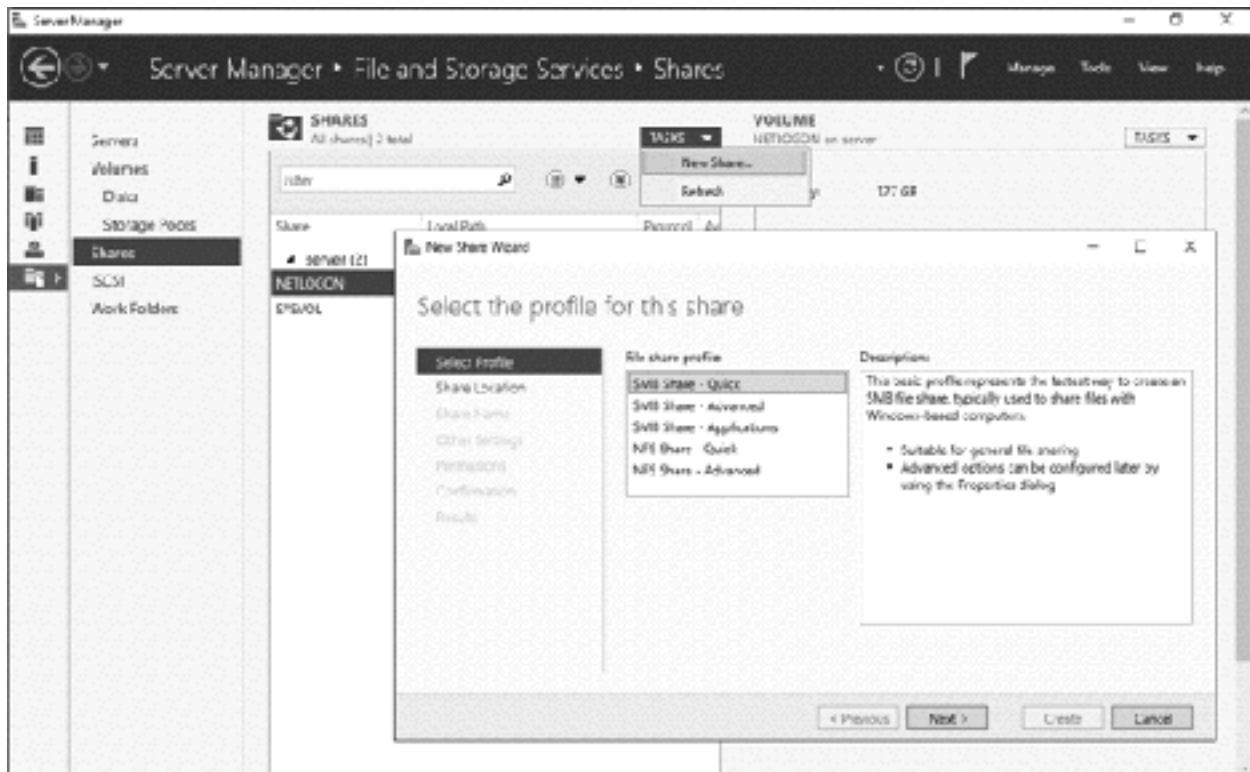 Server Manager
Server Manager • File and Storage Services • Shares
Manage Tools View Help
Servers
Volumes
Disks
Storage Pools
Shares
iSCSI
Work Folders
SHARES
All shares | 2 total
TASKS
New Share...
Refresh
Filter
Share Local Path Protocol
server (2)
NETLOGON
SYSVOL
VOLUME
NETLOGON on server
TASKS
127 GB
New Share Wizard
Select the profile for this share
Select Profile
Share Location
Share Name
Other Settings
Permissions
Confirmation
Results
File share profile:
SMB Share - Quick
SMB Share - Advanced
SMB Share - Applications
NFS Share - Quick
NFS Share - Advanced
Description:
This basic profile represents the fastest way to create an
SMB file share, typically used to share files with
Windows-based computers.
• Suitable for general file sharing
• Advanced options can be configured later by
using the Properties dialog
< Previous Next > Create Cancel